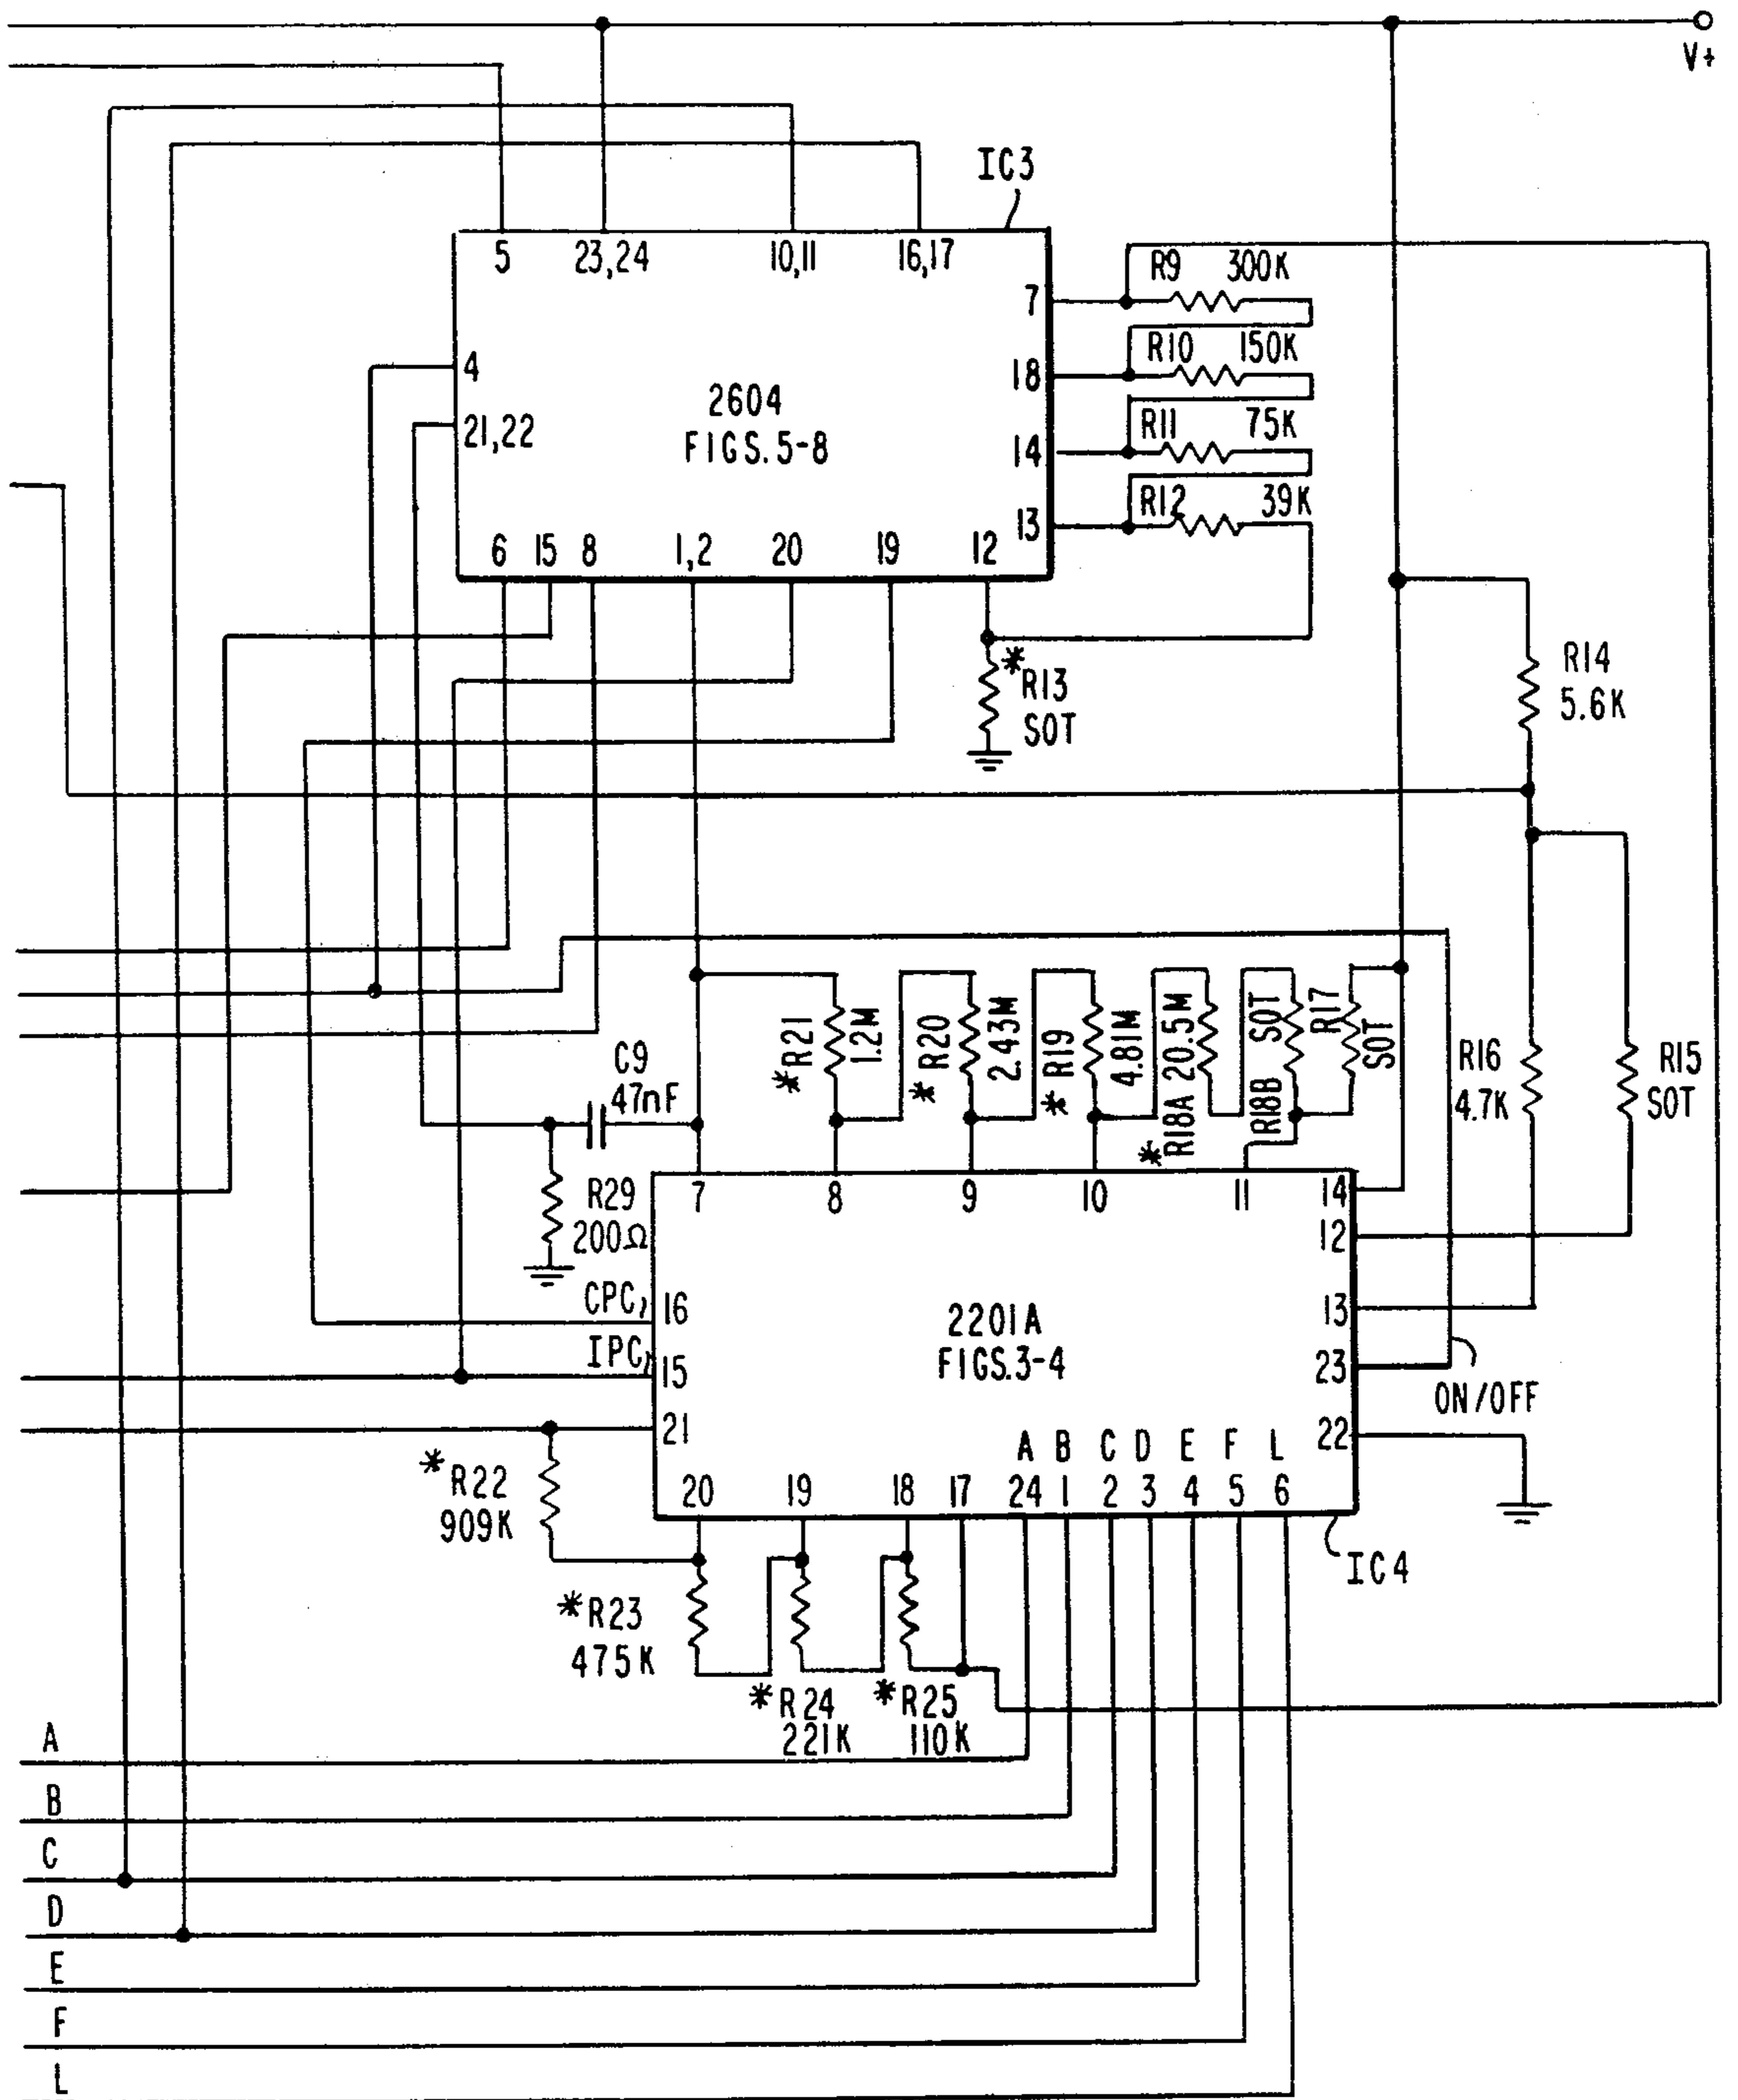 V+
IC3
5 23,24 10,11 16,17
R9 300K
7
R10 150K
4
18
2604
21,22
R11 75K
FIGS. 5-8
14
R12 39K
13
6 15 8 1,2 20 19 12
*R13
SOT
R14
5.6K
*R21
1.2M
*R20
2.43M
*R19
4.81M
*R18A 20.5M
R18B SOT
R17
SOT
C9
47nF
R16
4.7K
R15
SOT
R29
200Ω
7 8 9 10 11 14
12
CPC,
16
13
2201A
FIGS.3-4
IPC,
15
23
ON/OFF
21
22
A B C D E F L
*R22
909K
20 19 18 17 24 1 2 3 4 5 6
IC4
*R23
475K
*R24
221K
*R25
110K
A
B
C
D
E
F
L